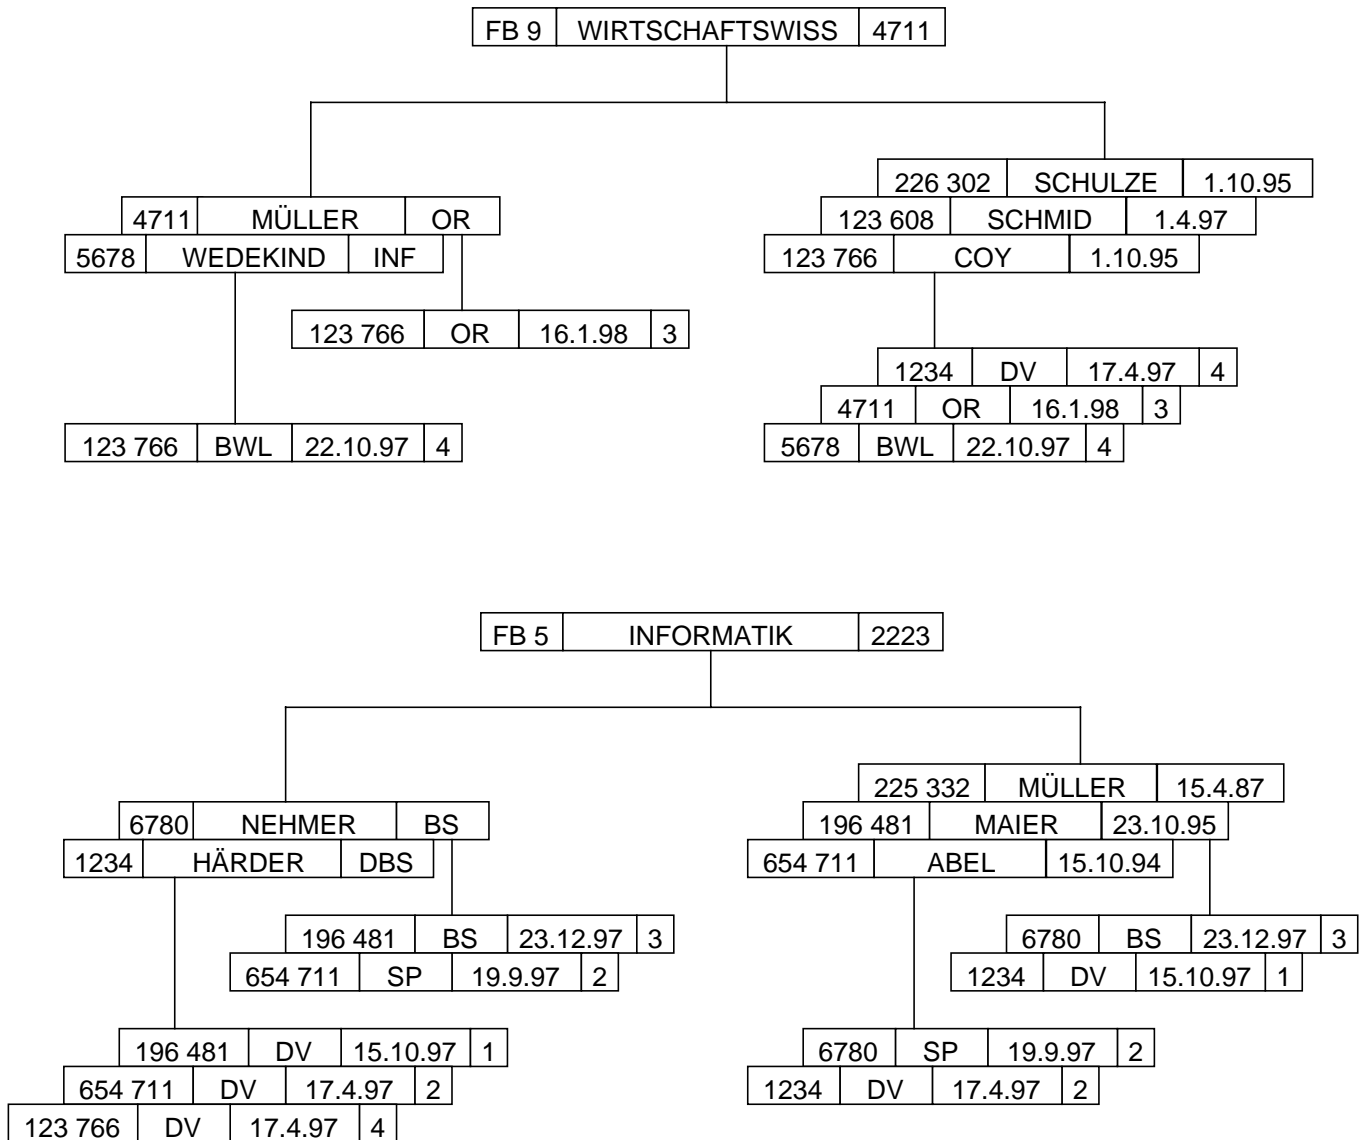 FB 9 WIRTSCHAFTSWISS 4711
226 302 SCHULZE 1.10.95
4711 MÜLLER OR
123 608 SCHMID 1.4.97
5678 WEDEKIND INF
123 766 COY 1.10.95
123 766 OR 16.1.98 3
1234 DV 17.4.97 4
4711 OR 16.1.98 3
123 766 BWL 22.10.97 4
5678 BWL 22.10.97 4
FB 5 INFORMATIK 2223
225 332 MÜLLER 15.4.87
6780 NEHMER BS
196 481 MAIER 23.10.95
1234 HÄRDER DBS
654 711 ABEL 15.10.94
196 481 BS 23.12.97 3
6780 BS 23.12.97 3
654 711 SP 19.9.97 2
1234 DV 15.10.97 1
196 481 DV 15.10.97 1
6780 SP 19.9.97 2
654 711 DV 17.4.97 2
1234 DV 17.4.97 2
123 766 DV 17.4.97 4